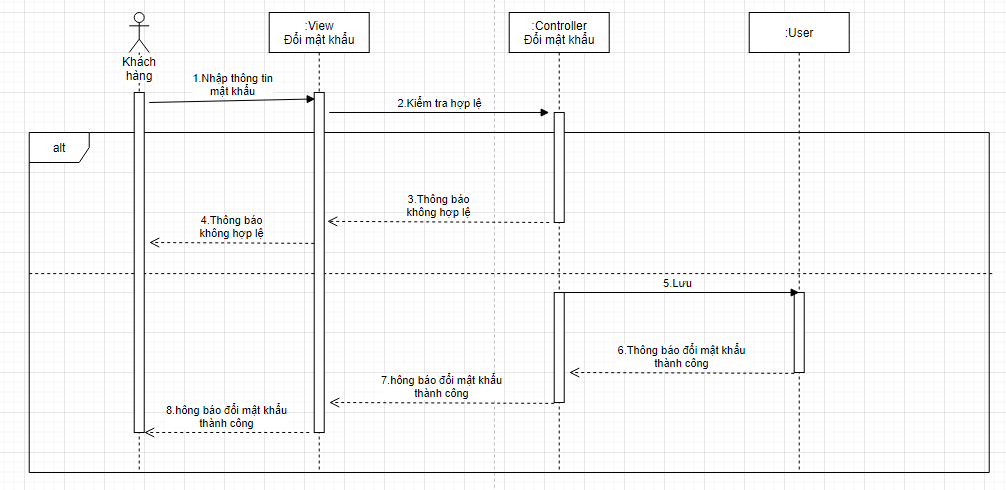 :View
Đổi mật khẩu
:Controller
Đổi mật khẩu
:User
Khách
hàng
1.Nhập thông tin
mật khẩu
2.Kiểm tra hợp lệ
alt
3.Thông báo
không hợp lệ
4.Thông báo
không hợp lệ
5.Lưu
6.Thông báo đổi mật khẩu
thành công
7.hông báo đổi mật khẩu
thành công
8.hông báo đổi mật khẩu
thành công